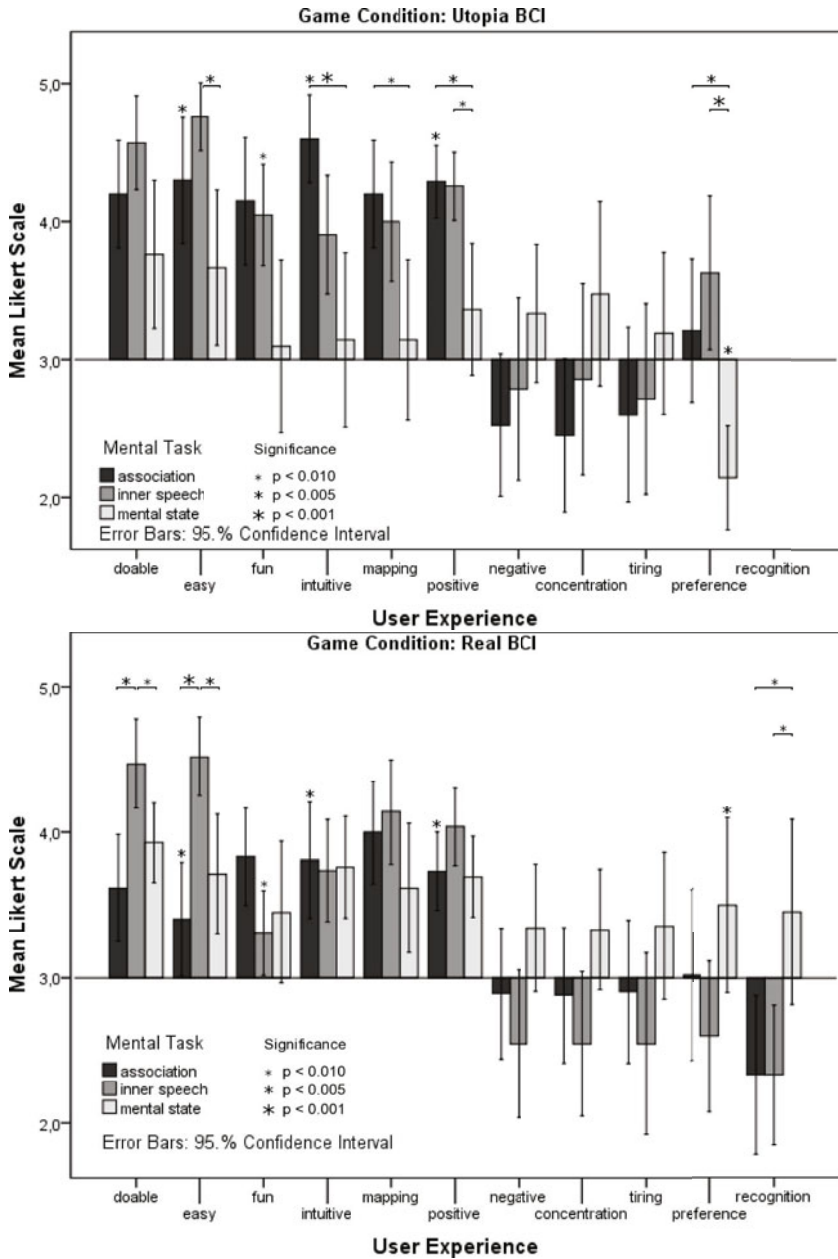 Game Condition: Utopia BCI
Mean Likert Scale
5,0
4,0
3,0
2,0
* *
*
*
*
*
*
*
*
*
*
*
*
Mental Task
Significance
association
* p < 0.010
inner speech
* p < 0.005
mental state
* p < 0.001
Error Bars: 95.% Confidence Interval
doable
easy
fun
intuitive
mapping
positive
negative
concentration
tiring
preference
recognition
User Experience
Game Condition: Real BCI
Mean Likert Scale
5,0
4,0
3,0
2,0
* *
* *
*
*
*
*
*
*
*
*
Mental Task
Significance
association
* p < 0.010
inner speech
* p < 0.005
mental state
* p < 0.001
Error Bars: 95.% Confidence Interval
doable
easy
fun
intuitive
mapping
positive
negative
concentration
tiring
preference
recognition
User Experience